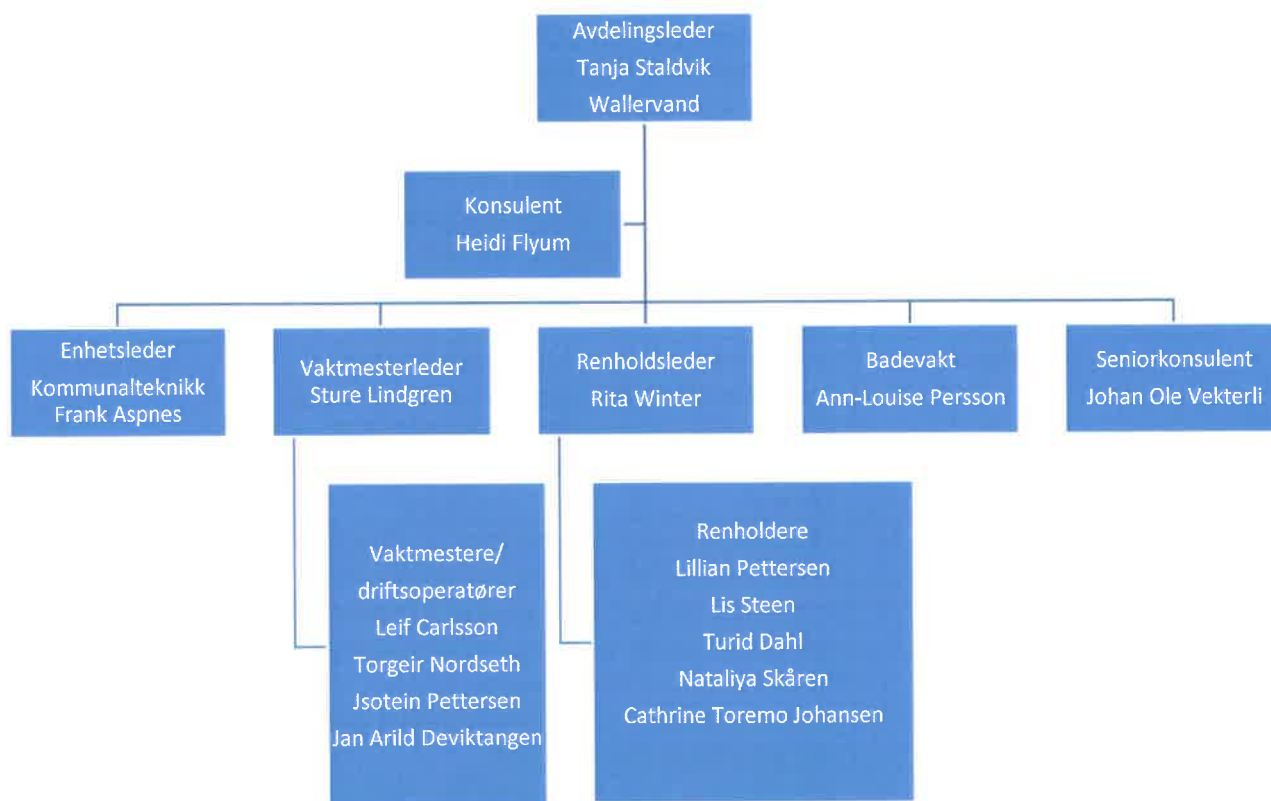 Avdelingsleder
Tanja Staldvik
Wallervand
Konsulent
Heidi Flyum
Enhetsleder
Kommunalteknikk
Frank Aspnes
Vaktmesterleder
Sture Lindgren
Renholdsleder
Rita Winter
Badevakt
Ann-Louise Persson
Seniorkonsulent
Johan Ole Vekterli
Vaktmestere/
driftsoperatører
Leif Carlsson
Torgeir Nordseth
Jsotein Pettersen
Jan Arild Deviktangen
Renholdere
Lillian Pettersen
Lis Steen
Turid Dahl
Nataliya Skåren
Cathrine Toremo Johansen